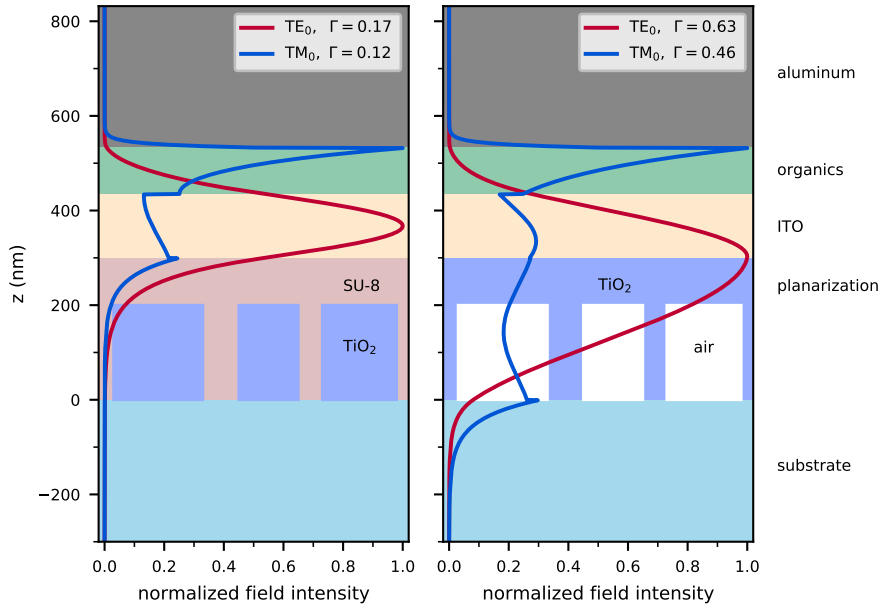 TE₀, Γ = 0.17
TM₀, Γ = 0.12
TE₀, Γ = 0.63
TM₀, Γ = 0.46
800
600
400
200
0
−200
z (nm)
SU-8
TiO₂
TiO₂
air
aluminum
organics
ITO
planarization
substrate
0.0 0.2 0.4 0.6 0.8 1.0
0.0 0.2 0.4 0.6 0.8 1.0
normalized field intensity
normalized field intensity